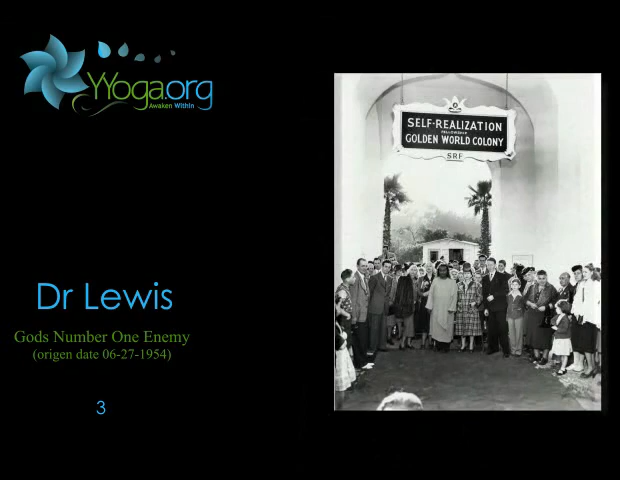 YYoga.org
Awaken Within
SELF-REALIZATION
FELLOWSHIP
GOLDEN WORLD COLONY
SRF
Dr Lewis
Gods Number One Enemy
(origen date 06-27-1954)
3